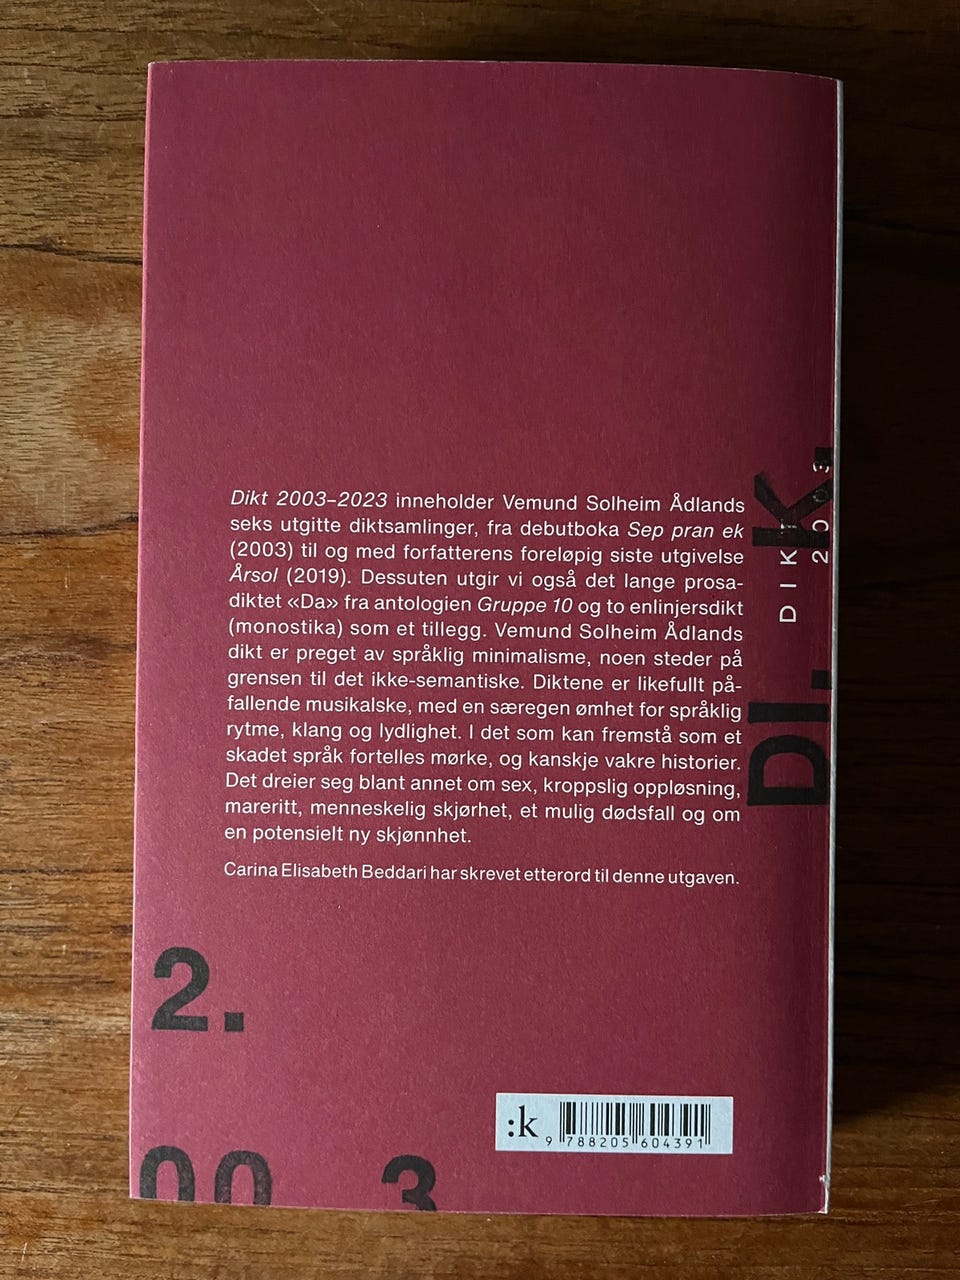 Dikt 2003–2023 inneholder Vemund Solheim Ådlands
seks utgitte diktsamlinger, fra debutboka Sep pran ek
(2003) til og med forfatterens foreløpig siste utgivelse
Årsol (2019). Dessuten utgir vi også det lange prosa-
diktet «Da» fra antologien Gruppe 10 og to enlinjersdikt
(monostika) som et tillegg. Vemund Solheim Ådlands
dikt er preget av språklig minimalisme, noen steder på
grensen til det ikke-semantiske. Diktene er likefullt på-
fallende musikalske, med en særegen ømhet for språklig
rytme, klang og lydlighet. I det som kan fremstå som et
skadet språk fortelles mørke, og kanskje vakre historier.
Det dreier seg blant annet om sex, kroppslig oppløsning,
mareritt, menneskelig skjørhet, et mulig dødsfall og om
en potensielt ny skjønnhet.
Carina Elisabeth Beddari har skrevet etterord til denne utgaven.
DI. K.
DIKT
2003
2.
00 3
:k
9 788205 604391